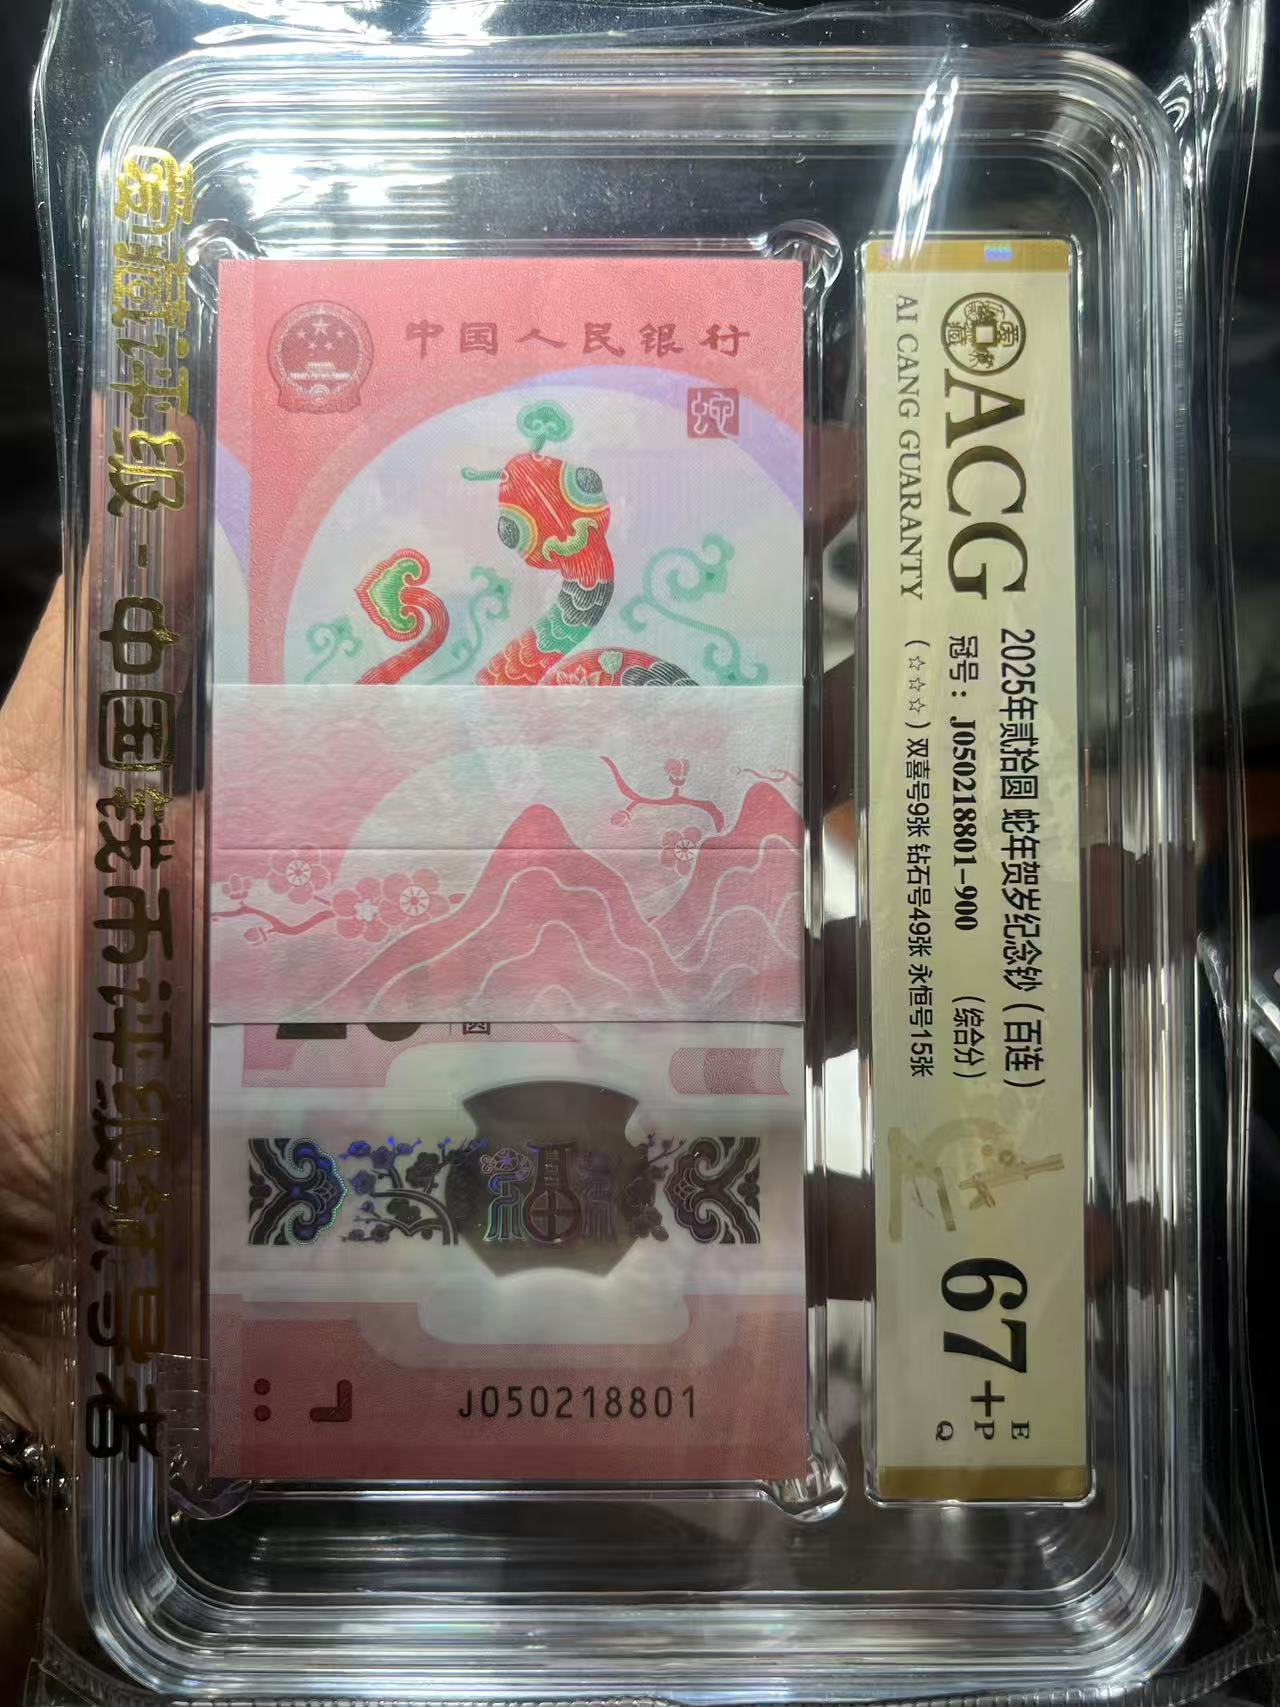 爱藏评级-中国钱币评级领导者
中国人民银行
蛇
圆
福
J050218801
ACG
AI CANG GUARANTY
2025年贰拾圆 蛇年贺岁纪念钞（百连）
冠号：J050218801-900 （综合分）
（☆☆☆）双喜号9张 钻石号49张 永恒号15张
67+
E
P
Q